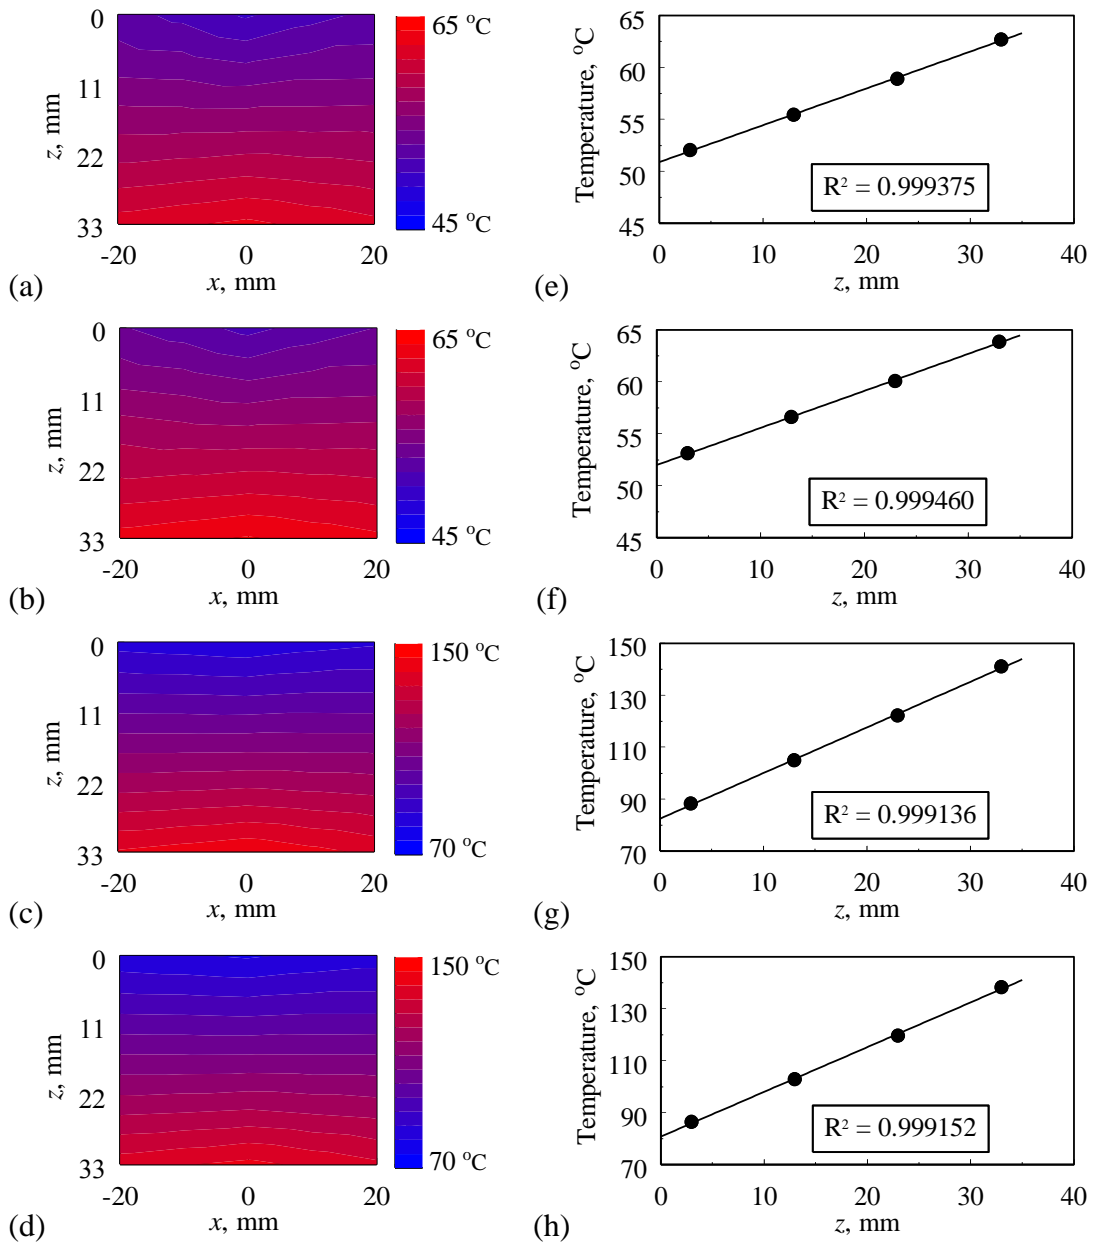 0
11
22
33
z, mm
-20 0 20
x, mm
65 °C
45 °C
(a)
65
60
55
50
45
Temperature, °C
R² = 0.999375
0 10 20 30 40
z, mm
(e)
0
11
22
33
z, mm
-20 0 20
x, mm
65 °C
45 °C
(b)
65
60
55
50
45
Temperature, °C
R² = 0.999460
0 10 20 30 40
z, mm
(f)
0
11
22
33
z, mm
-20 0 20
x, mm
150 °C
70 °C
(c)
150
130
110
90
70
Temperature, °C
R² = 0.999136
0 10 20 30 40
z, mm
(g)
0
11
22
33
z, mm
-20 0 20
x, mm
150 °C
70 °C
(d)
150
130
110
90
70
Temperature, °C
R² = 0.999152
0 10 20 30 40
z, mm
(h)